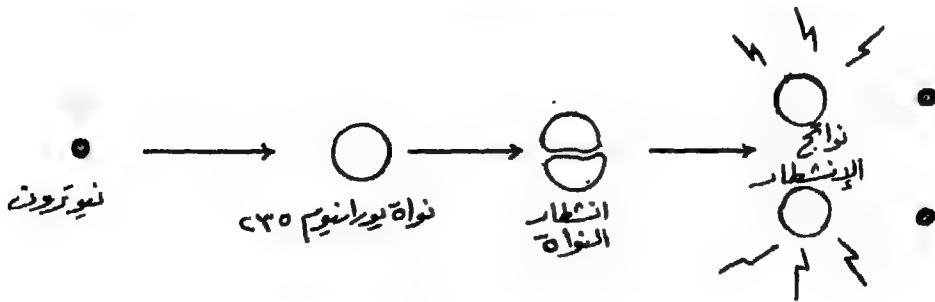 نيوترون
نواة يورانيوم ٢٣٥
انشطار
النواة
نواتج
الإنشطار